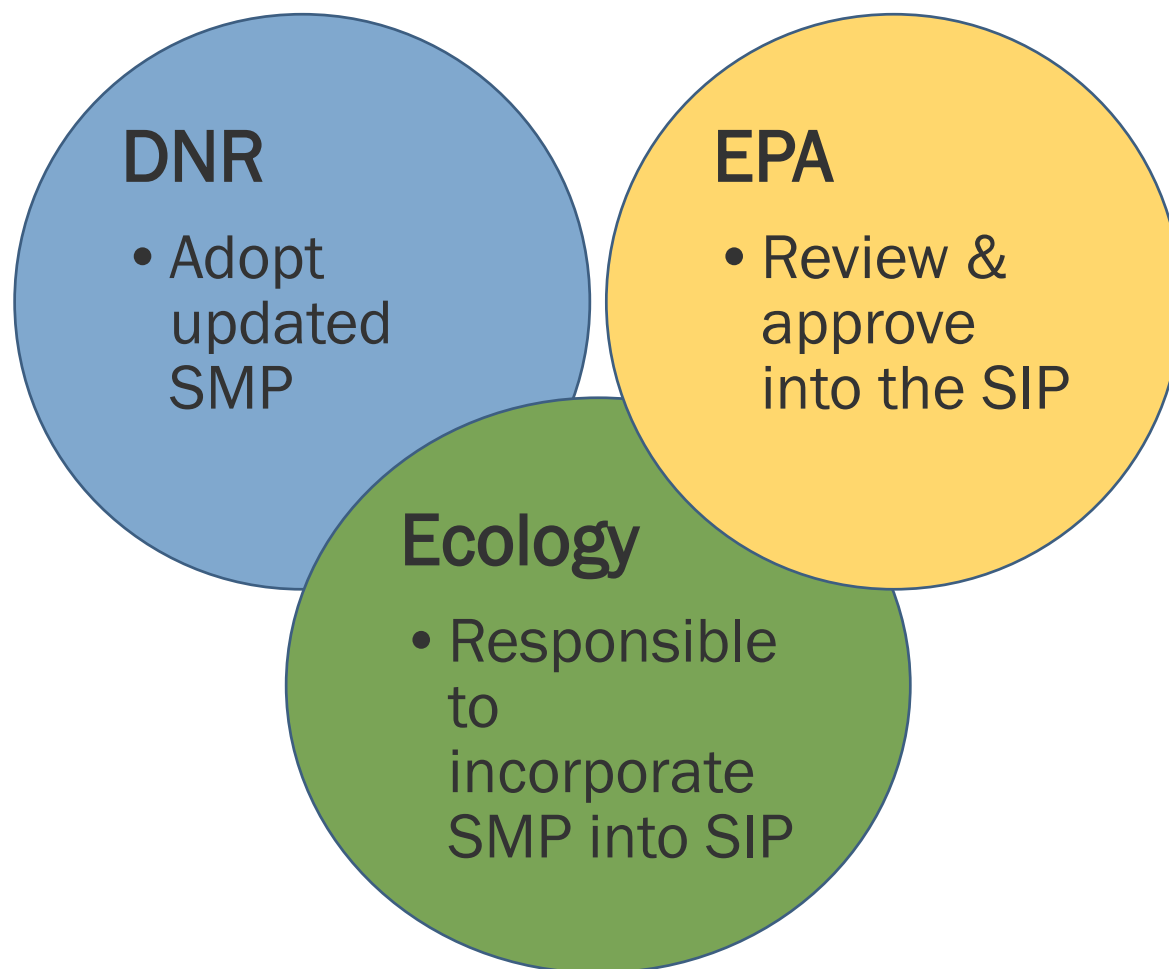 DNR
• Adopt
updated
SMP
EPA
• Review &
approve
into the SIP
Ecology
• Responsible
to
incorporate
SMP into SIP